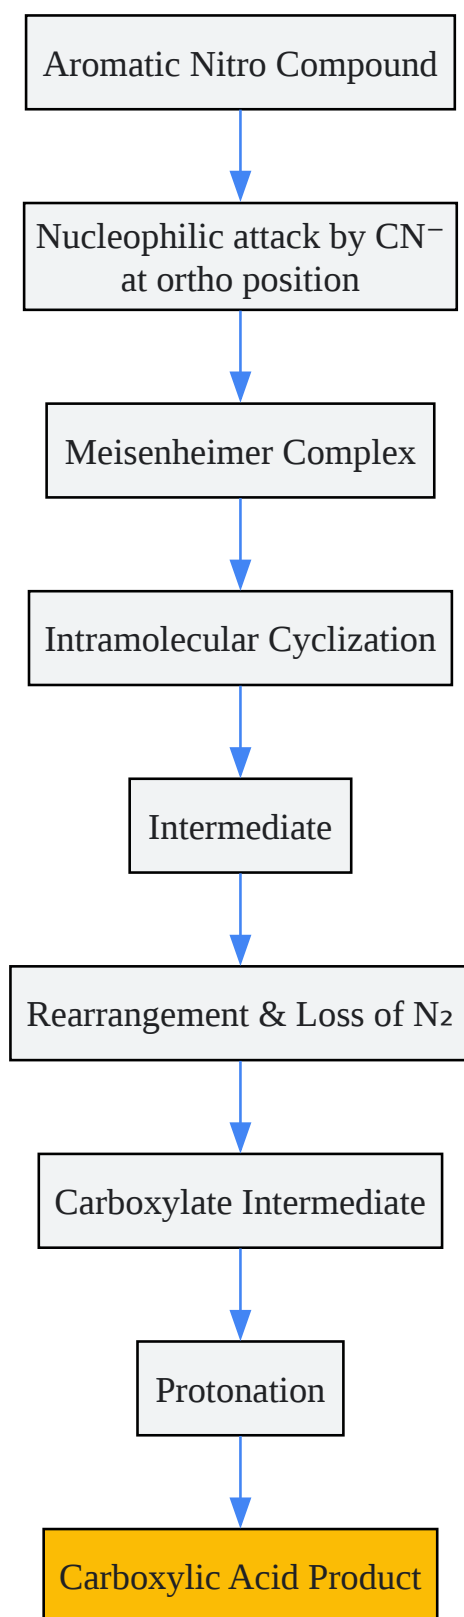 Aromatic Nitro Compound
Nucleophilic attack by CN⁻
at ortho position
Meisenheimer Complex
Intramolecular Cyclization
Intermediate
Rearrangement & Loss of N₂
Carboxylate Intermediate
Protonation
Carboxylic Acid Product